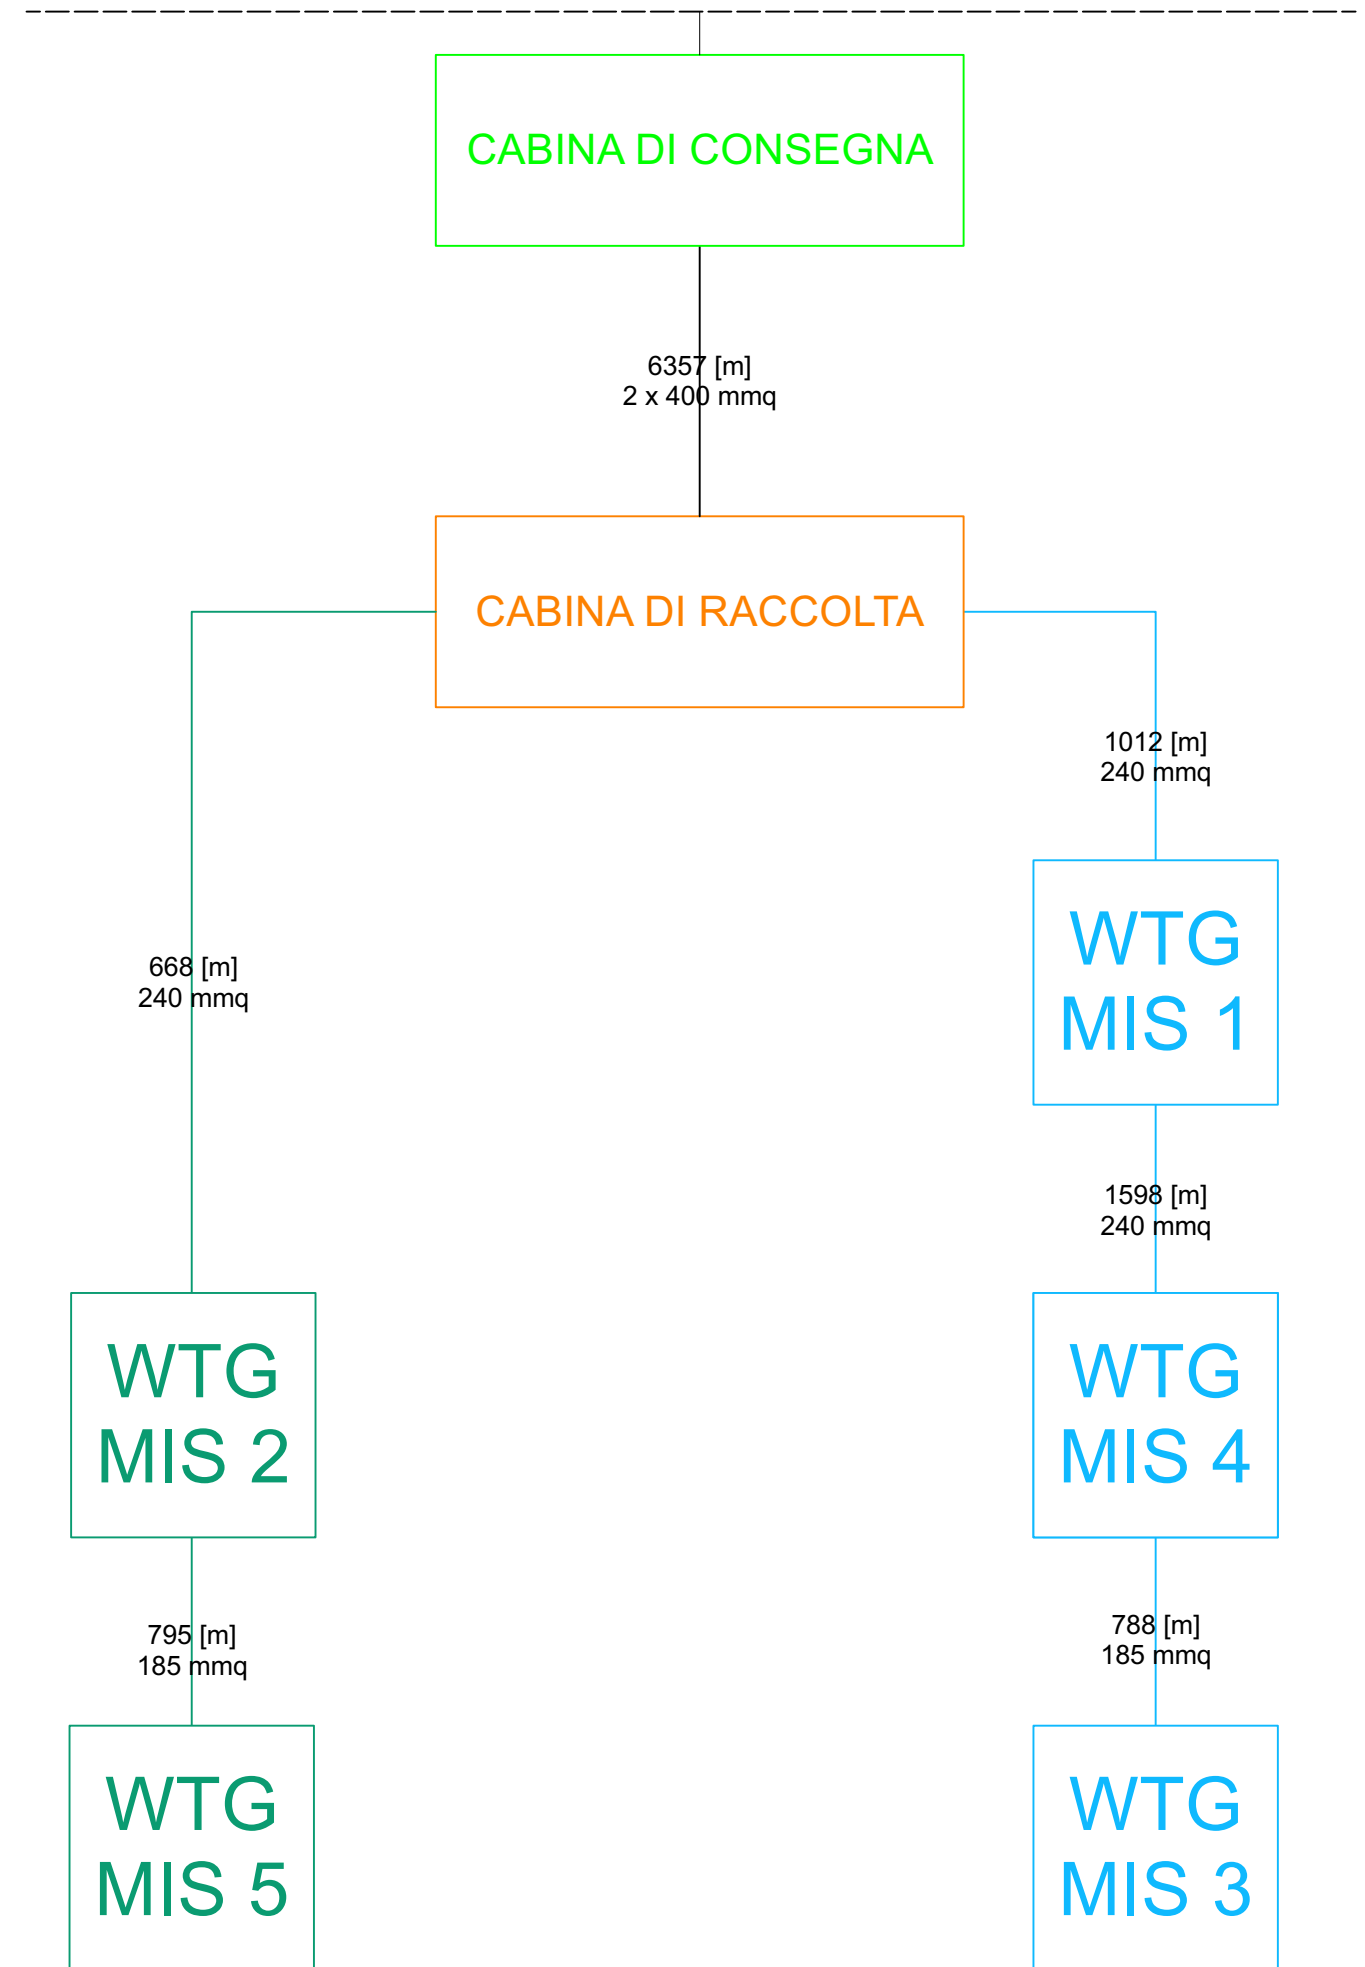 CABINA DI CONSEGNA
6357 [m]
2 x 400 mmq
CABINA DI RACCOLTA
1012 [m]
240 mmq
WTG
MIS 1
668 [m]
240 mmq
1598 [m]
240 mmq
WTG
MIS 2
WTG
MIS 4
795 [m]
185 mmq
788 [m]
185 mmq
WTG
MIS 5
WTG
MIS 3